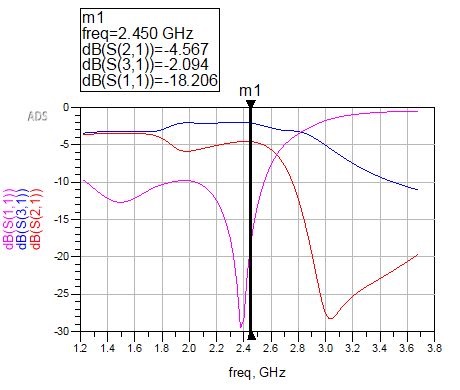 m1
freq=2.450 GHz
dB(S(2,1))=-4.567
dB(S(3,1))=-2.094
dB(S(1,1))=-18.206
m1
ADS
0
-5
-10
-15
-20
-25
-30
dB(S(1,1))
dB(S(3,1))
dB(S(2,1))
1.2 1.4 1.6 1.8 2.0 2.2 2.4 2.6 2.8 3.0 3.2 3.4 3.6 3.8
freq, GHz